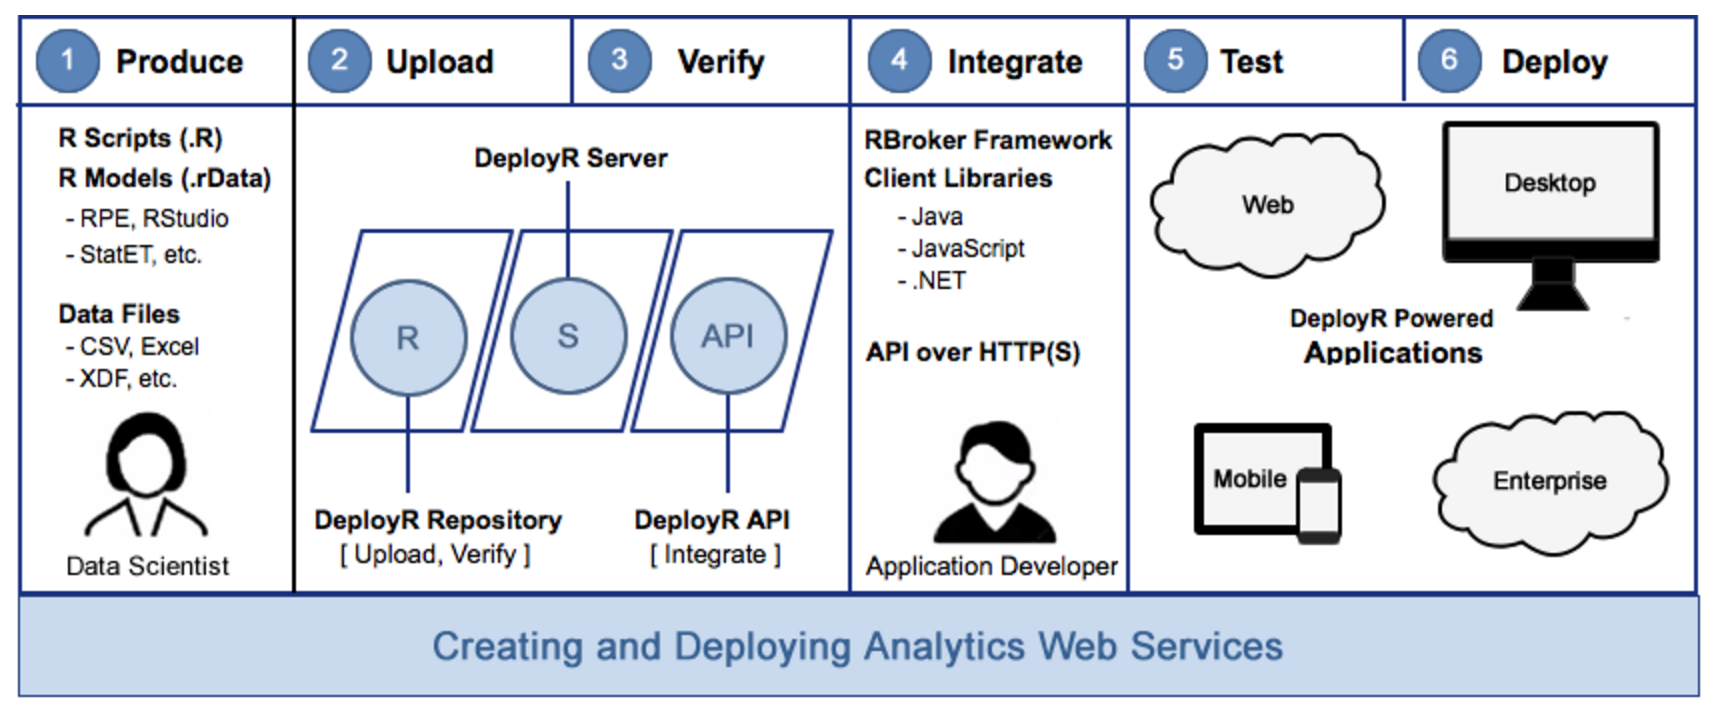 1 Produce
2 Upload
3 Verify
4 Integrate
5 Test
6 Deploy
R Scripts (.R)
R Models (.rData)
- RPE, RStudio
- StatET, etc.
Data Files
- CSV, Excel
- XDF, etc.
Data Scientist
DeployR Server
R
S
API
DeployR Repository
[ Upload, Verify ]
DeployR API
[ Integrate ]
RBroker Framework
Client Libraries
- Java
- JavaScript
- .NET
API over HTTP(S)
Application Developer
Web
Desktop
DeployR Powered
Applications
Mobile
Enterprise
Creating and Deploying Analytics Web Services